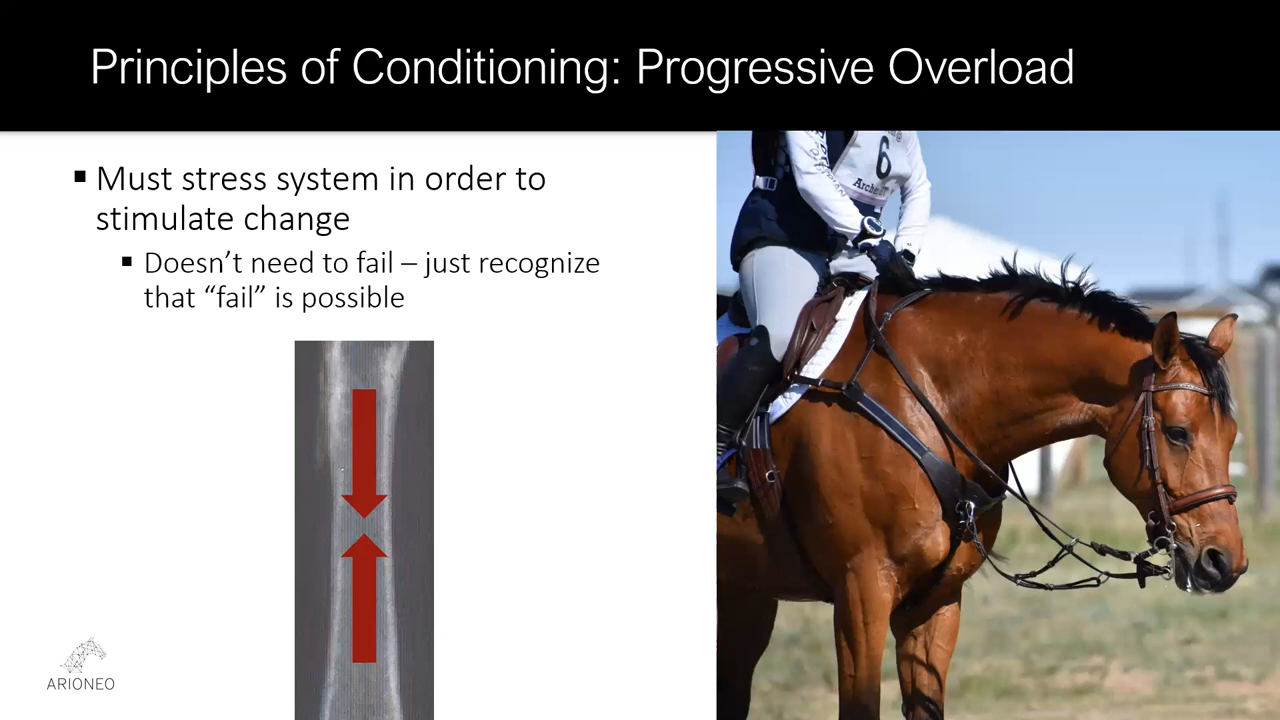 Principles of Conditioning: Progressive Overload
▪ Must stress system in order to
stimulate change
▪ Doesn’t need to fail – just recognize
that “fail” is possible
6
ARIONEO